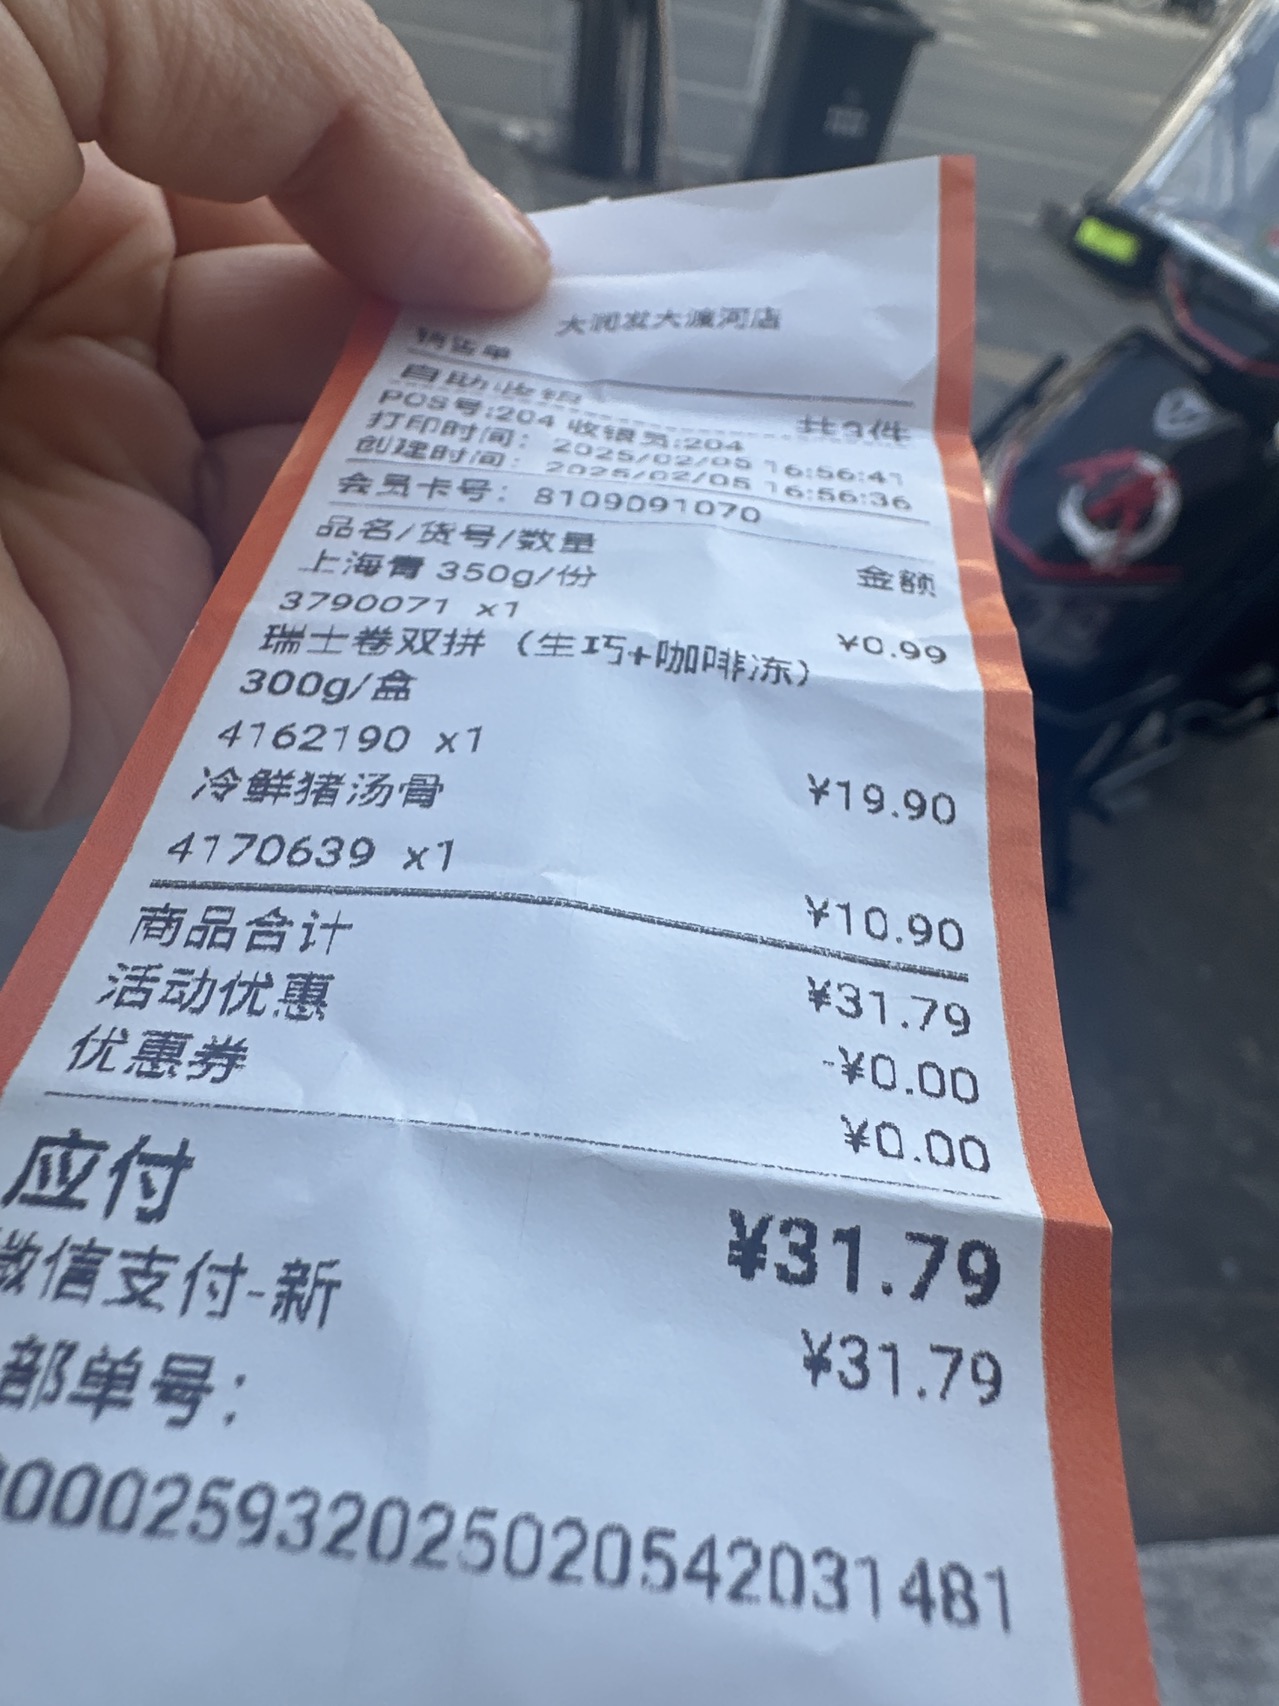 大润发大渡河店
销售单
自助收银 共3件
POS号:204 收银员:204
打印时间: 2025/02/05 16:56:41
创建时间: 2025/02/05 16:56:36
会员卡号: 8109091070
品名/货号/数量 金额
上海青 350g/份
3790071 x1 ¥0.99
瑞士卷双拼（生巧+咖啡冻）
300g/盒
4162190 x1 ¥19.90
冷鲜猪汤骨
4170639 x1 ¥10.90
商品合计 ¥31.79
活动优惠 -¥0.00
优惠券 ¥0.00
应付 ¥31.79
微信支付-新 ¥31.79
部单号:
000025932025020542031481